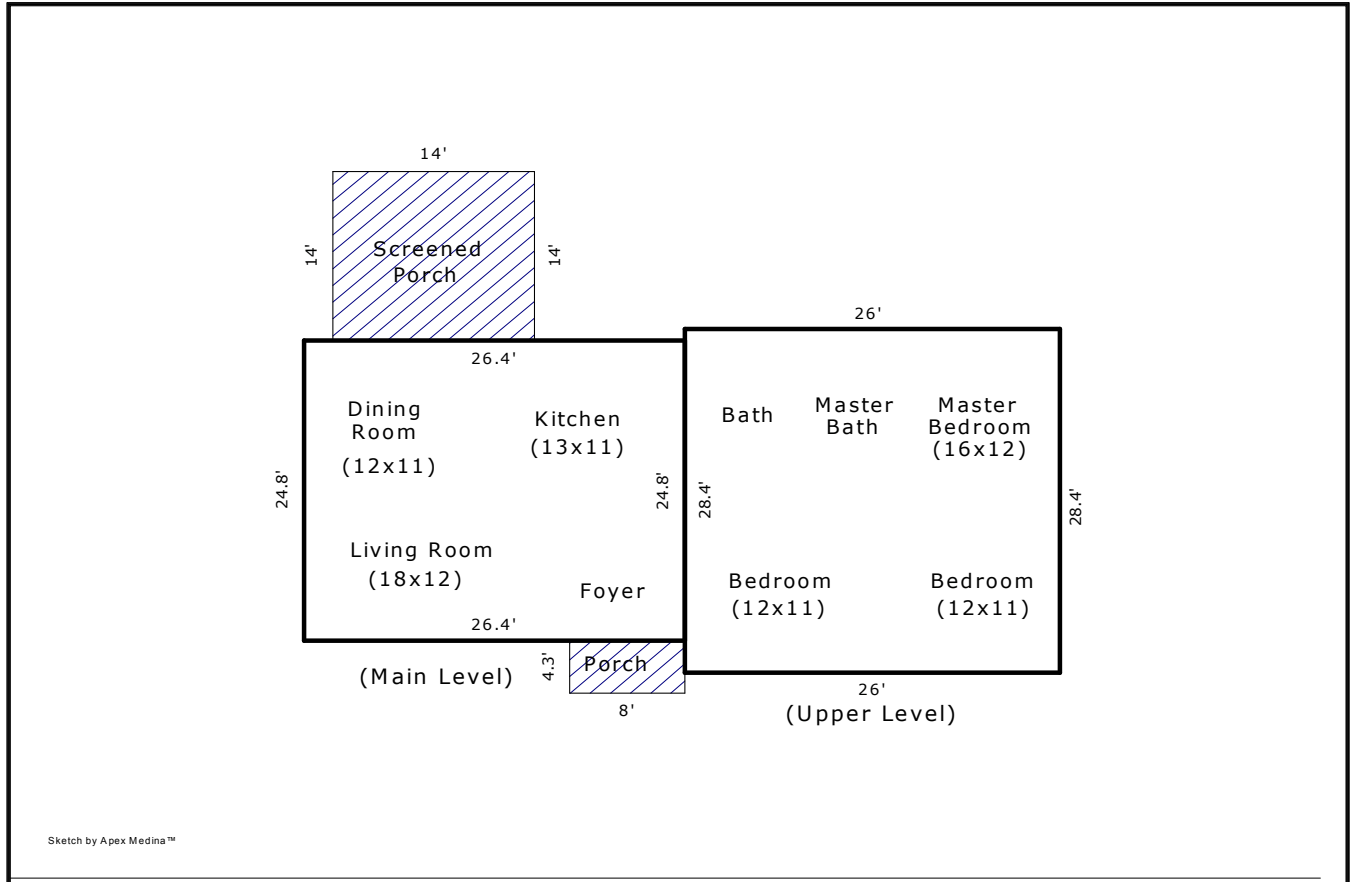 14'
14'
Screened
Porch
14'
26'
26.4'
Dining
Room
(12x11)
Kitchen
(13x11)
Bath
Master
Bath
Master
Bedroom
(16x12)
24.8'
24.8'
28.4'
28.4'
Living Room
(18x12)
Foyer
Bedroom
(12x11)
Bedroom
(12x11)
26.4'
(Main Level)
4.3'
Porch
8'
26'
(Upper Level)
Sketch by Apex Medina™